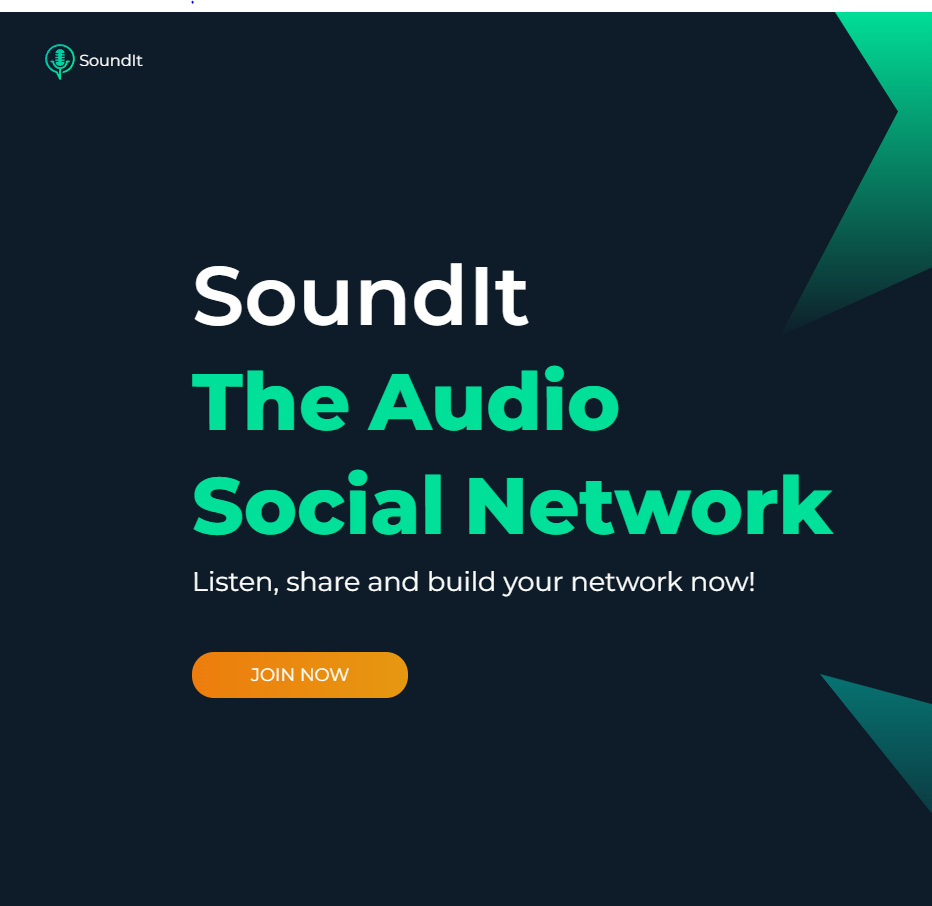 SoundIt
SoundIt
The Audio
Social Network
Listen, share and build your network now!
JOIN NOW